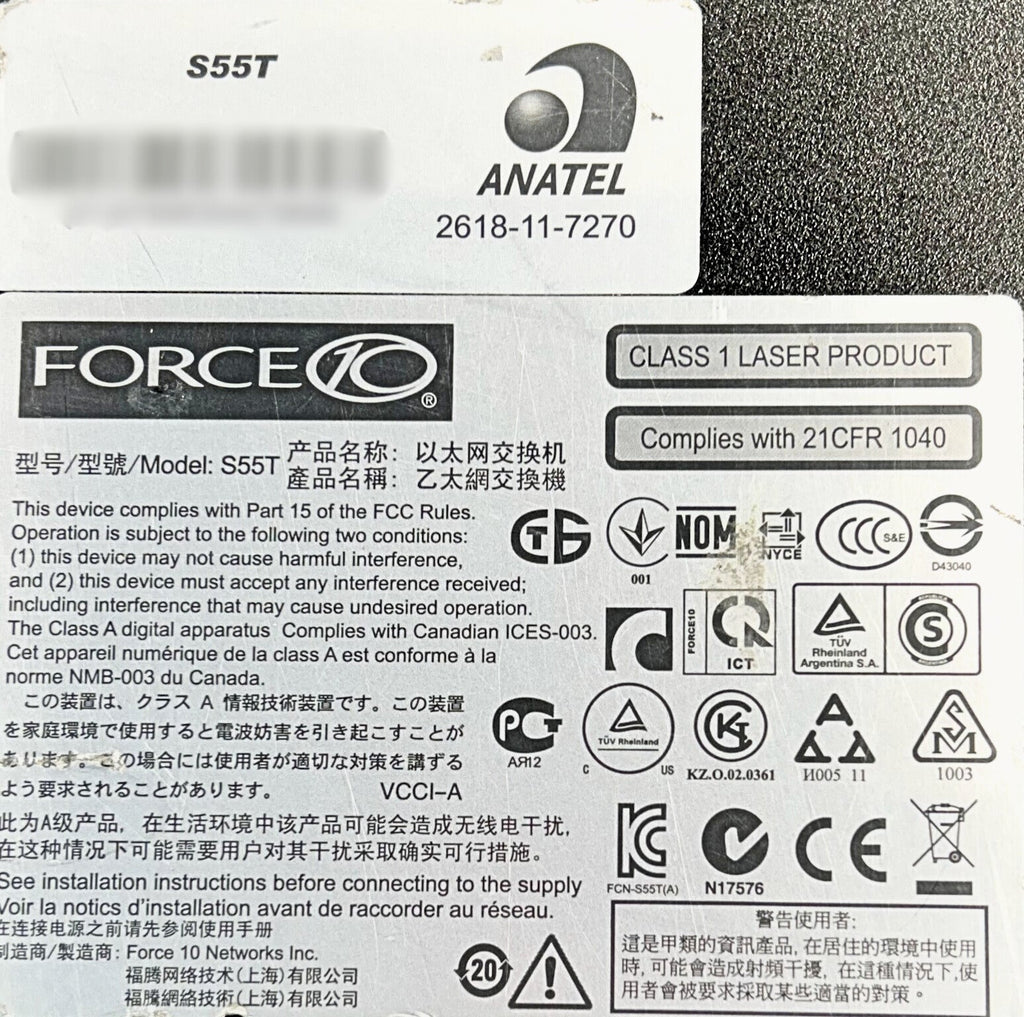 S55T
ANATEL
2618-11-7270
FORCE10®
CLASS 1 LASER PRODUCT
Complies with 21CFR 1040
型号/型號/Model: S55T
产品名称: 以太网交换机
產品名稱: 乙太網交換機
This device complies with Part 15 of the FCC Rules.
Operation is subject to the following two conditions:
(1) this device may not cause harmful interference,
and (2) this device must accept any interference received;
including interference that may cause undesired operation.
The Class A digital apparatus Complies with Canadian ICES-003.
Cet appareil numérique de la class A est conforme à la
norme NMB-003 du Canada.
この装置は、クラス A 情報技術装置です。この装置
を家庭環境で使用すると電波妨害を引き起こすことが
あります。この場合には使用者が適切な対策を講ずる
よう要求されることがあります。 VCCI-A
此为A级产品, 在生活环境中该产品可能会造成无线电干扰,
在这种情况下可能需要用户对其干扰采取确实可行措施。
See installation instructions before connecting to the supply
Voir la notics d'installation avant de raccorder au réseau.
在连接电源之前请先参阅使用手册
制造商/製造商: Force 10 Networks Inc.
福腾网络技术(上海)有限公司
福騰網絡技術(上海)有限公司
001
NOM
NYCE
CCC S&E
D43040
FORCE10
ICT
TÜV
Rheinland
Argentina S.A.
S
РСТ
АЯ12
TÜV Rheinland
C US
KZ.O.02.0361
И005 11
1003
FCN-S55T(A)
N17576
CE
20
警告使用者:
這是甲類的資訊產品, 在居住的環境中使用
時, 可能會造成射頻干擾, 在這種情況下,使
用者會被要求採取某些適當的對策。